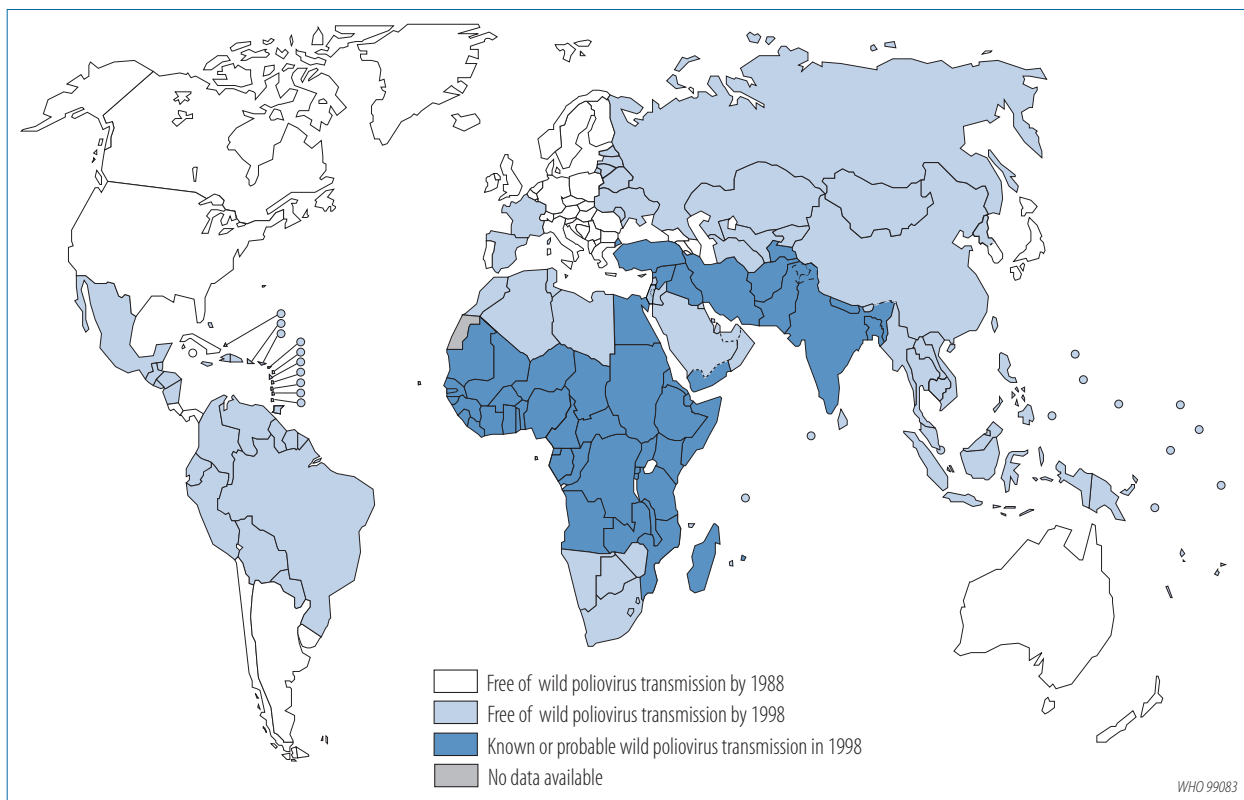 Free of wild poliovirus transmission by 1988
Free of wild poliovirus transmission by 1998
Known or probable wild poliovirus transmission in 1998
No data available
WHO 99083